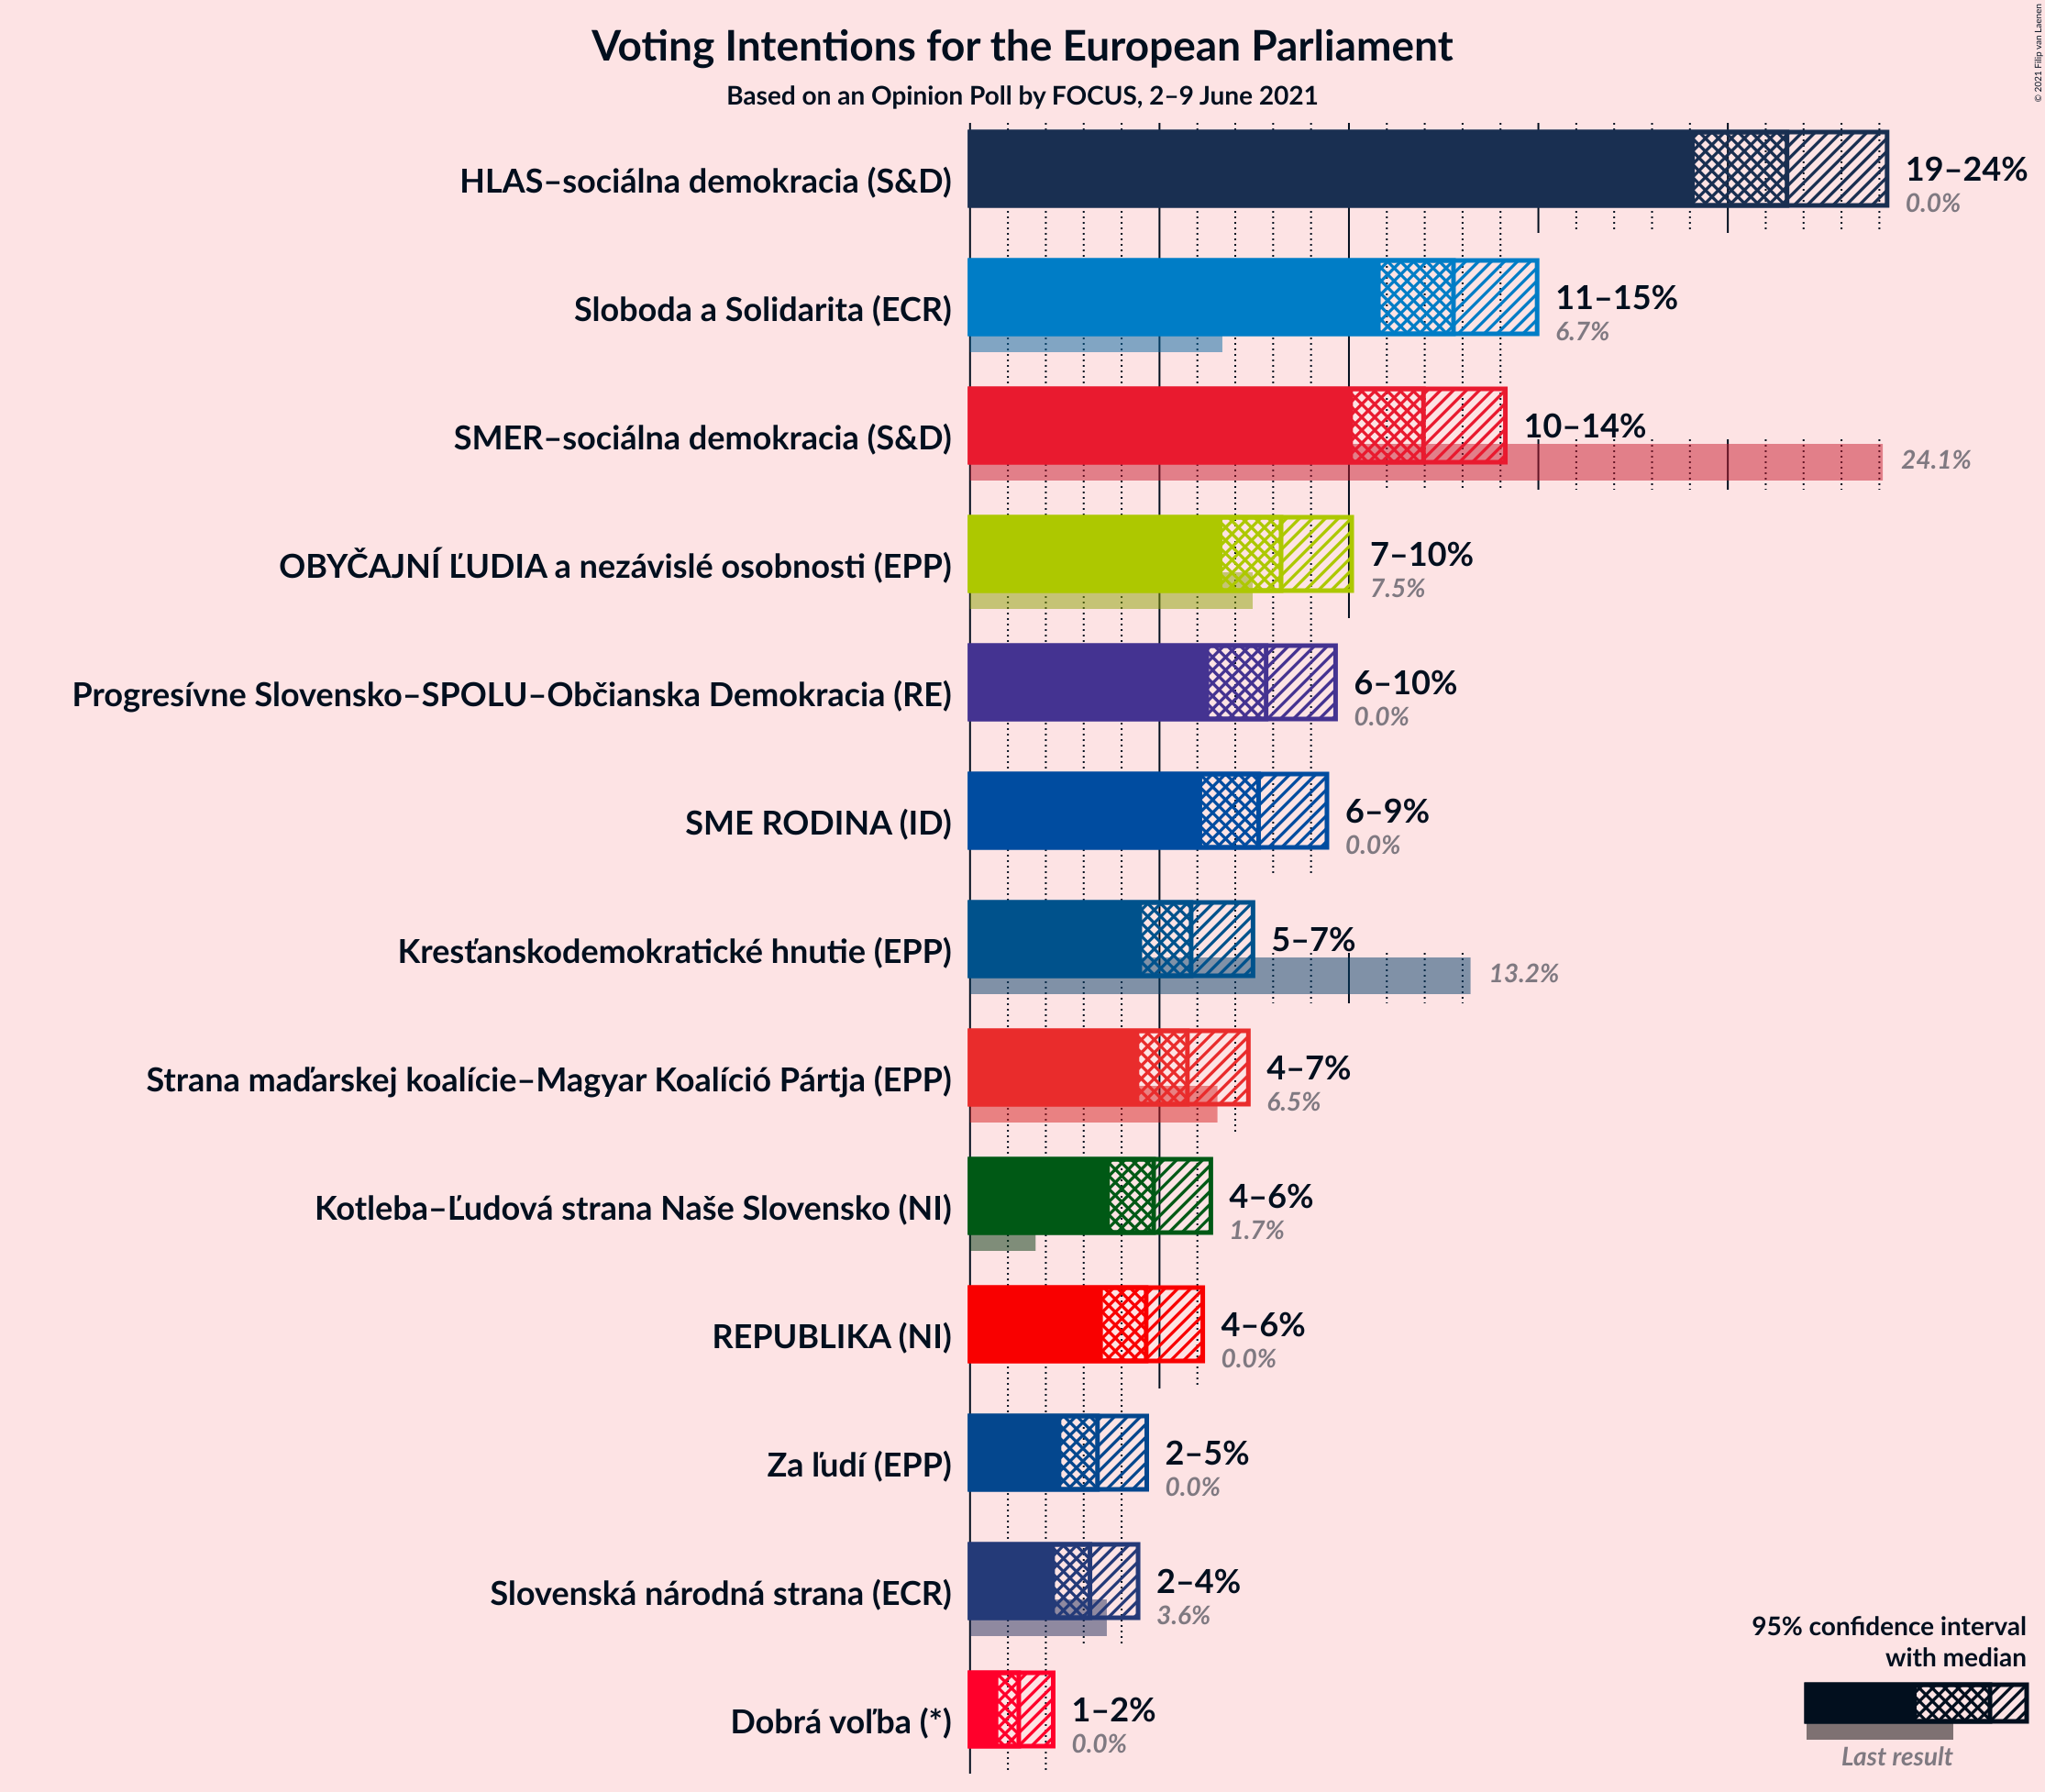 © 2021 Filip van Laenen
Voting Intentions for the European Parliament
Based on an Opinion Poll by FOCUS, 2–9 June 2021
HLAS–sociálna demokracia (S&D)
19–24%
0.0%
Sloboda a Solidarita (ECR)
11–15%
6.7%
SMER–sociálna demokracia (S&D)
10–14%
24.1%
OBYČAJNÍ ĽUDIA a nezávislé osobnosti (EPP)
7–10%
7.5%
Progresívne Slovensko–SPOLU–Občianska Demokracia (RE)
6–10%
0.0%
SME RODINA (ID)
6–9%
0.0%
Kresťanskodemokratické hnutie (EPP)
5–7%
13.2%
Strana maďarskej koalície–Magyar Koalíció Pártja (EPP)
4–7%
6.5%
Kotleba–Ľudová strana Naše Slovensko (NI)
4–6%
1.7%
REPUBLIKA (NI)
4–6%
0.0%
Za ľudí (EPP)
2–5%
0.0%
Slovenská národná strana (ECR)
2–4%
3.6%
Dobrá voľba (*)
1–2%
0.0%
95% confidence interval
with median
Last result